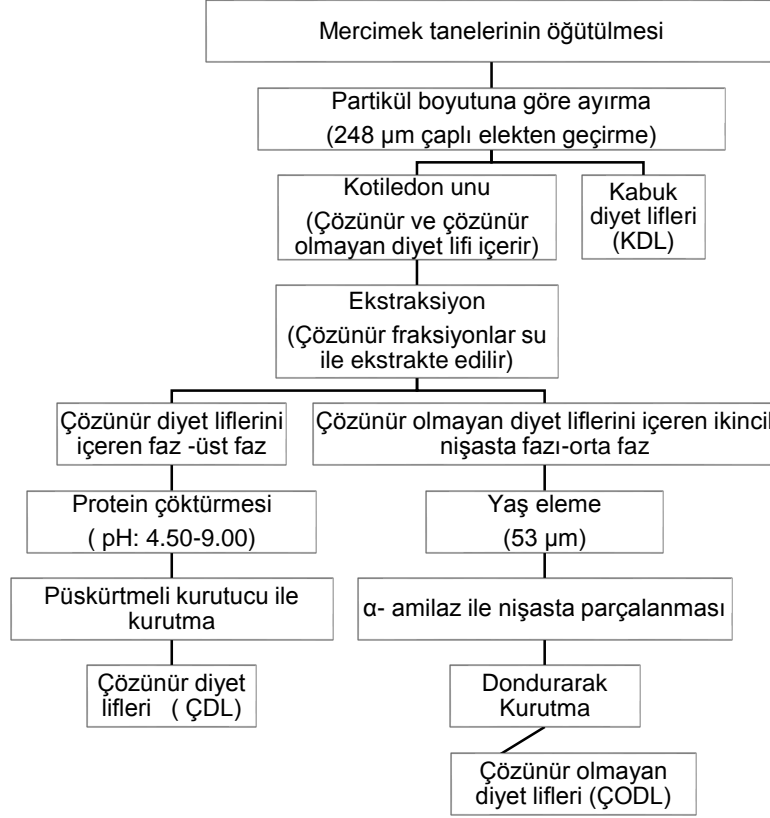 Mercimek tanelerinin öğütülmesi
Partikül boyutuna göre ayırma
(248 µm çaplı elekten geçirme)
Kotiledon unu
(Çözünür ve çözünür
olmayan diyet lifi içerir)
Kabuk
diyet lifleri
(KDL)
Ekstraksiyon
(Çözünür fraksiyonlar su
ile ekstrakte edilir)
Çözünür diyet liflerini
içeren faz -üst faz
Çözünür olmayan diyet liflerini içeren ikincil
nişasta fazı-orta faz
Protein çöktürmesi
( pH: 4.50-9.00)
Yaş eleme
(53 µm)
Püskürtmeli kurutucu ile
kurutma
α- amilaz ile nişasta parçalanması
Çözünür diyet
lifleri ( ÇDL)
Dondurarak
Kurutma
Çözünür olmayan
diyet lifleri (ÇODL)